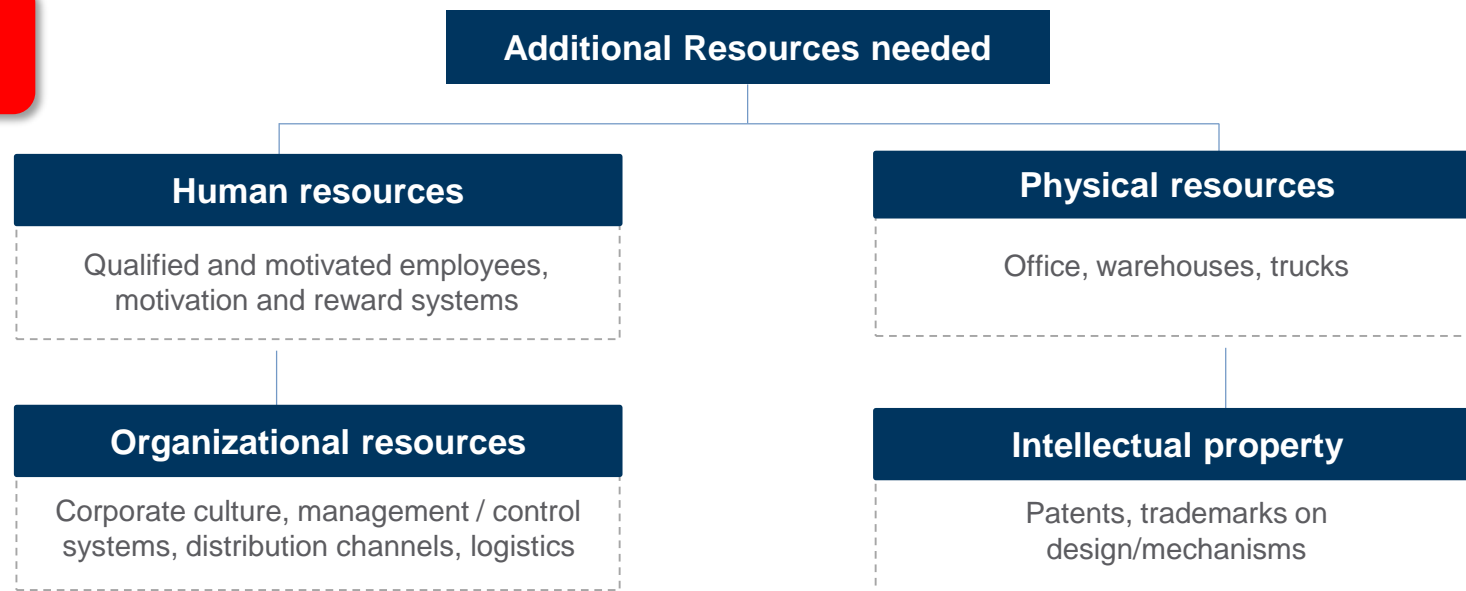 Additional Resources needed
Human resources
Qualified and motivated employees,
motivation and reward systems
Physical resources
Office, warehouses, trucks
Organizational resources
Corporate culture, management / control
systems, distribution channels, logistics
Intellectual property
Patents, trademarks on
design/mechanisms